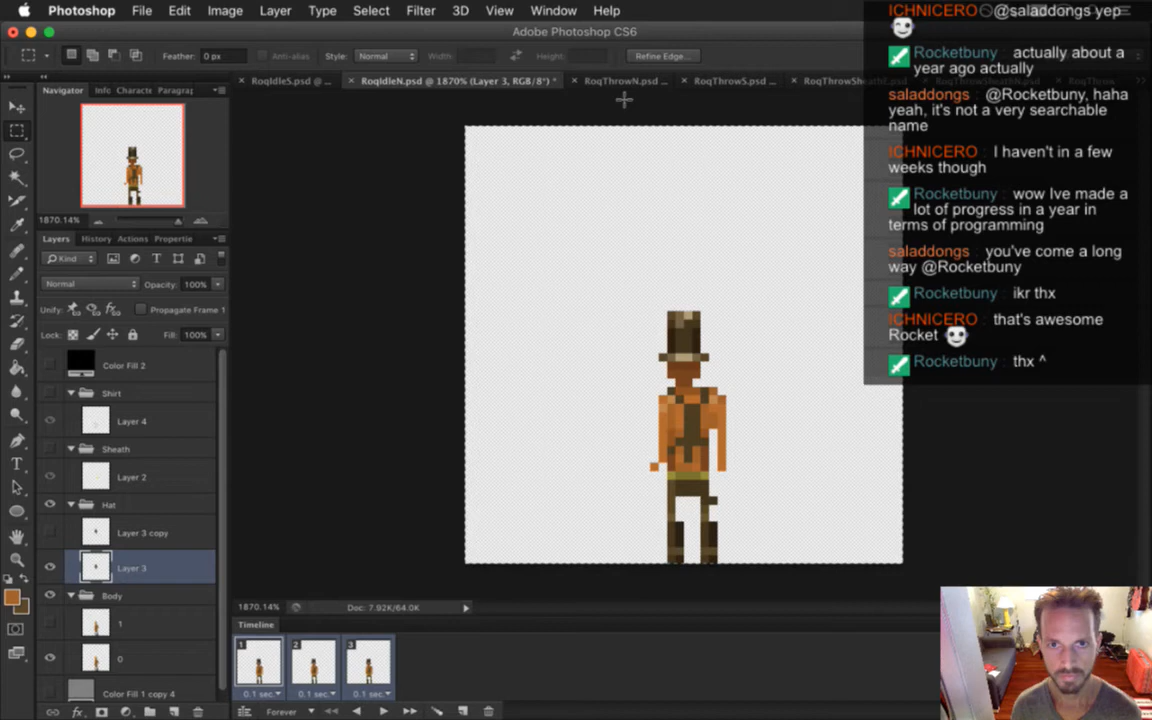 Photoshop File Edit Image Layer Type Select Filter 3D View Window Help
Adobe Photoshop CS6
Feather: 0 px Anti-alias Style: Normal Width: Height: Refine Edge...
RoqIdleS.psd @ ... RoqIdleN.psd @ 1870% (Layer 3, RGB/8*) * RoqThrowN.psd ... RoqThrowS.psd ...
Navigator Info Characte Paragraj
1870.14%
Layers History Actions Propertie
Kind
Normal Opacity: 100%
Unify: Propagate Frame 1
Lock: Fill: 100%
Color Fill 2
Shirt
Layer 4
Sheath
Layer 2
Hat
Layer 3 copy
Layer 3
Body
1
0
Color Fill 1 copy 4
1870.14% Doc: 7.92K/64.0K
Timeline
1 2 3
0.1 sec. 0.1 sec. 0.1 sec.
Forever
ICHNICERO @saladdongs yep
Rocketbuny : actually about a
year ago actually
saladdongs : @Rocketbuny, haha
yeah, it's not a very searchable
name
ICHNICERO : I haven't in a few
weeks though
Rocketbuny : wow Ive made a
lot of progress in a year in
terms of programming
saladdongs : you've come a long
way @Rocketbuny
Rocketbuny : ikr thx
ICHNICERO : that's awesome
Rocket
Rocketbuny : thx ^